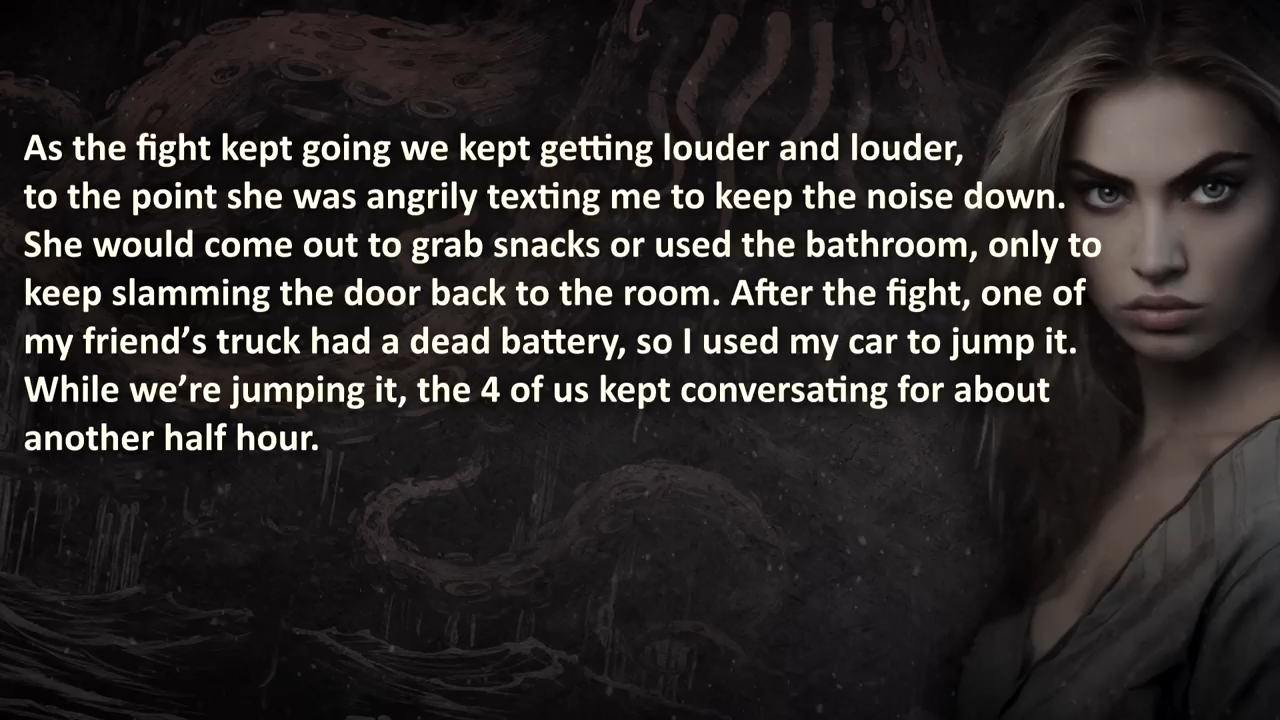 As the fight kept going we kept getting louder and louder,
to the point she was angrily texting me to keep the noise down.
She would come out to grab snacks or used the bathroom, only to
keep slamming the door back to the room. After the fight, one of
my friend’s truck had a dead battery, so I used my car to jump it.
While we’re jumping it, the 4 of us kept conversating for about
another half hour.